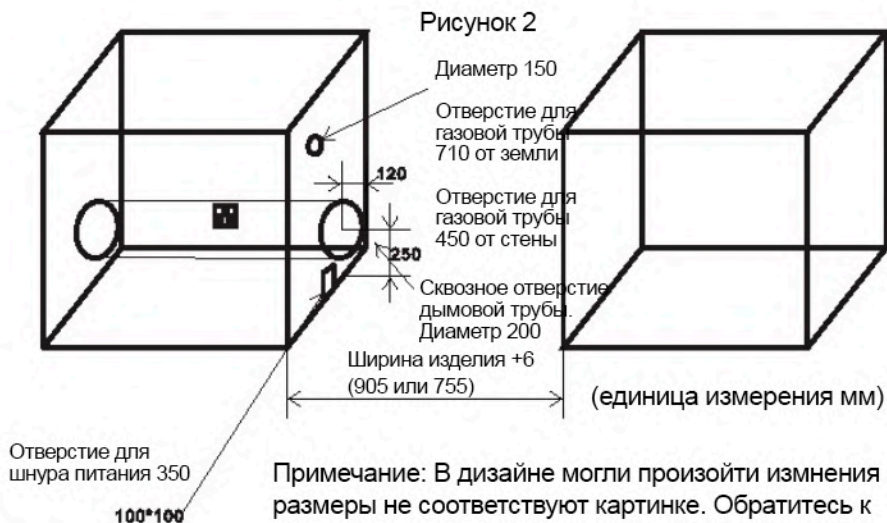 Рисунок 2
Диаметр 150
Отверстие для
газовой трубы
710 от земли
120
Отверстие для
газовой трубы
450 от стены
250
Сквозное отверстие
дымовой трубы.
Диаметр 200
Ширина изделия +6
(905 или 755)
(единица измерения мм)
Отверстие для
шнура питания 350
100*100
Примечание: В дизайне могли произойти измнения
размеры не соответствуют картинке. Обратитесь к